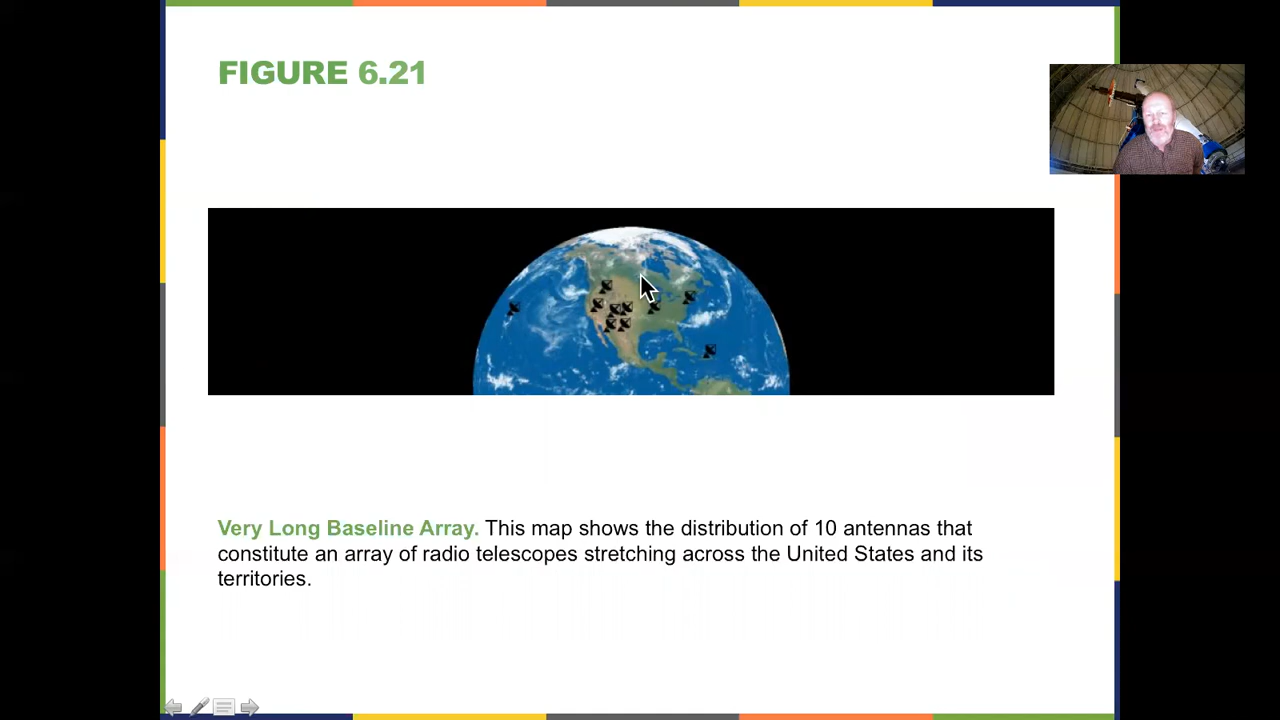 FIGURE 6.21
Very Long Baseline Array. This map shows the distribution of 10 antennas that
constitute an array of radio telescopes stretching across the United States and its
territories.